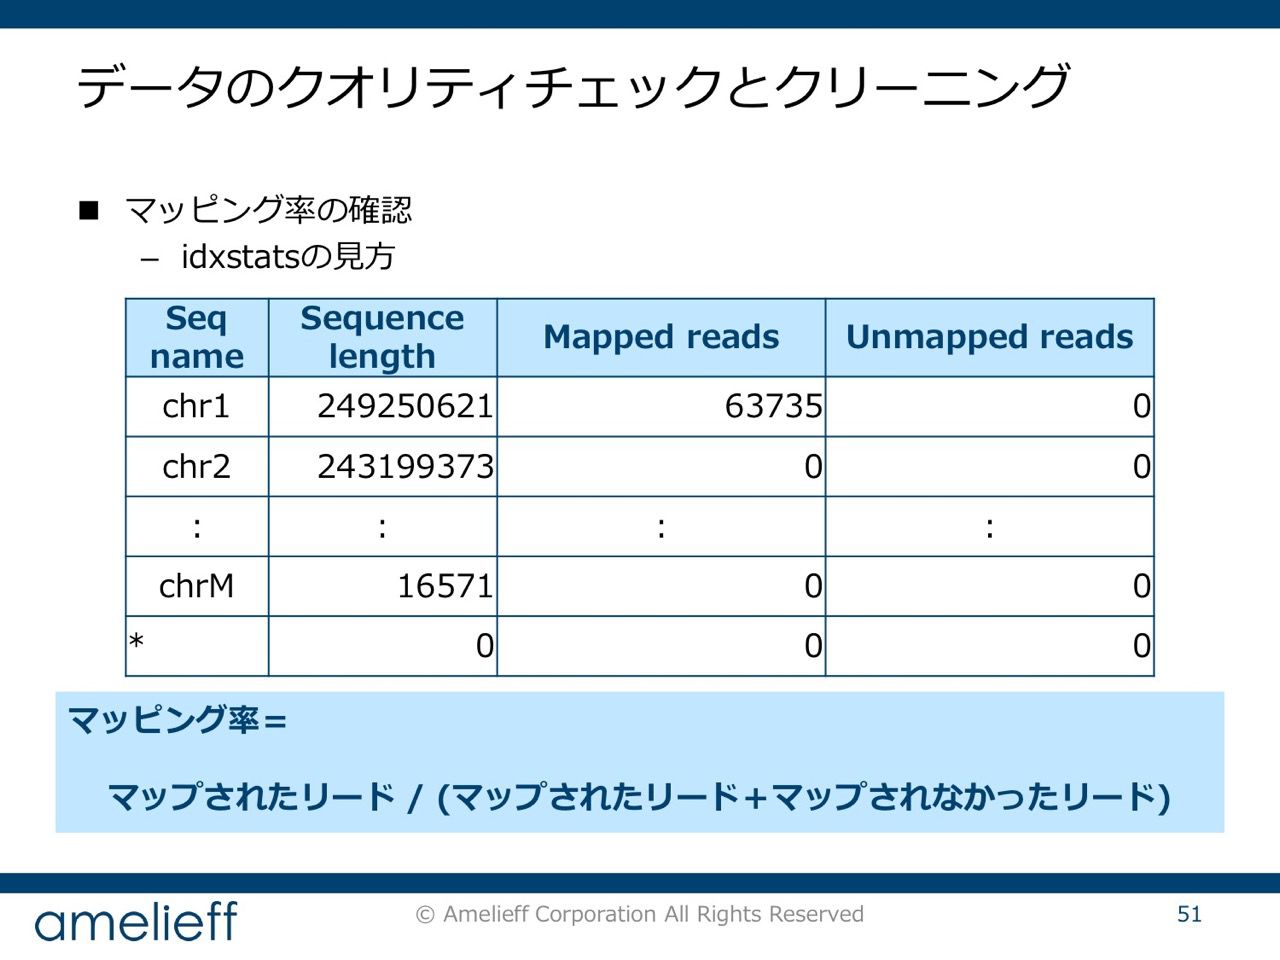 データのクオリティチェックとクリーニング
■ マッピング率の確認
– idxstatsの見方
Seq name Sequence length Mapped reads Unmapped reads
chr1 249250621 63735 0
chr2 243199373 0 0
: : : :
chrM 16571 0 0
* 0 0 0
マッピング率＝
マップされたリード / (マップされたリード＋マップされなかったリード)
amelieff © Amelieff Corporation All Rights Reserved 51